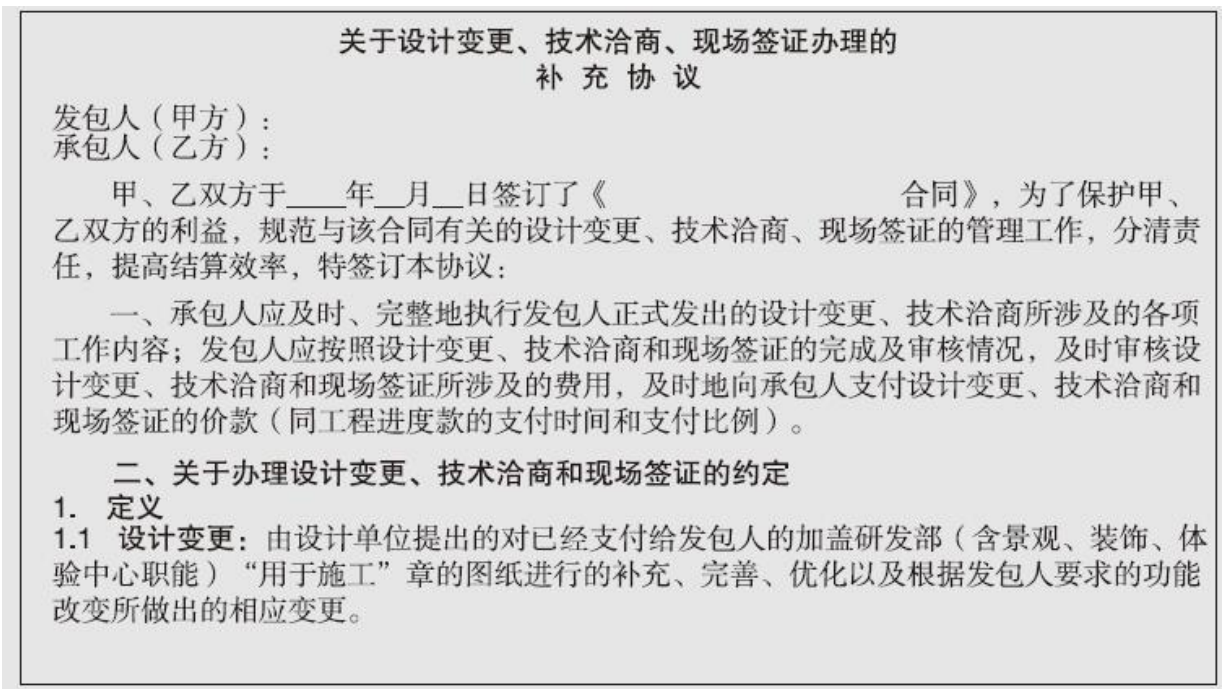 关于设计变更、技术洽商、现场签证办理的
补 充 协 议
发包人（甲方）：
承包人（乙方）：
甲、乙双方于____年__月__日签订了《 合同》，为了保护甲、
乙双方的利益，规范与该合同有关的设计变更、技术洽商、现场签证的管理工作，分清责
任，提高结算效率，特签订本协议：
一、承包人应及时、完整地执行发包人正式发出的设计变更、技术洽商所涉及的各项
工作内容；发包人应按照设计变更、技术洽商和现场签证的完成及审核情况，及时审核设
计变更、技术洽商和现场签证所涉及的费用，及时地向承包人支付设计变更、技术洽商和
现场签证的价款（同工程进度款的支付时间和支付比例）。
二、关于办理设计变更、技术洽商和现场签证的约定
1. 定义
1.1 设计变更：由设计单位提出的对已经支付给发包人的加盖研发部（含景观、装饰、体
验中心职能）“用于施工”章的图纸进行的补充、完善、优化以及根据发包人要求的功能
改变所做出的相应变更。